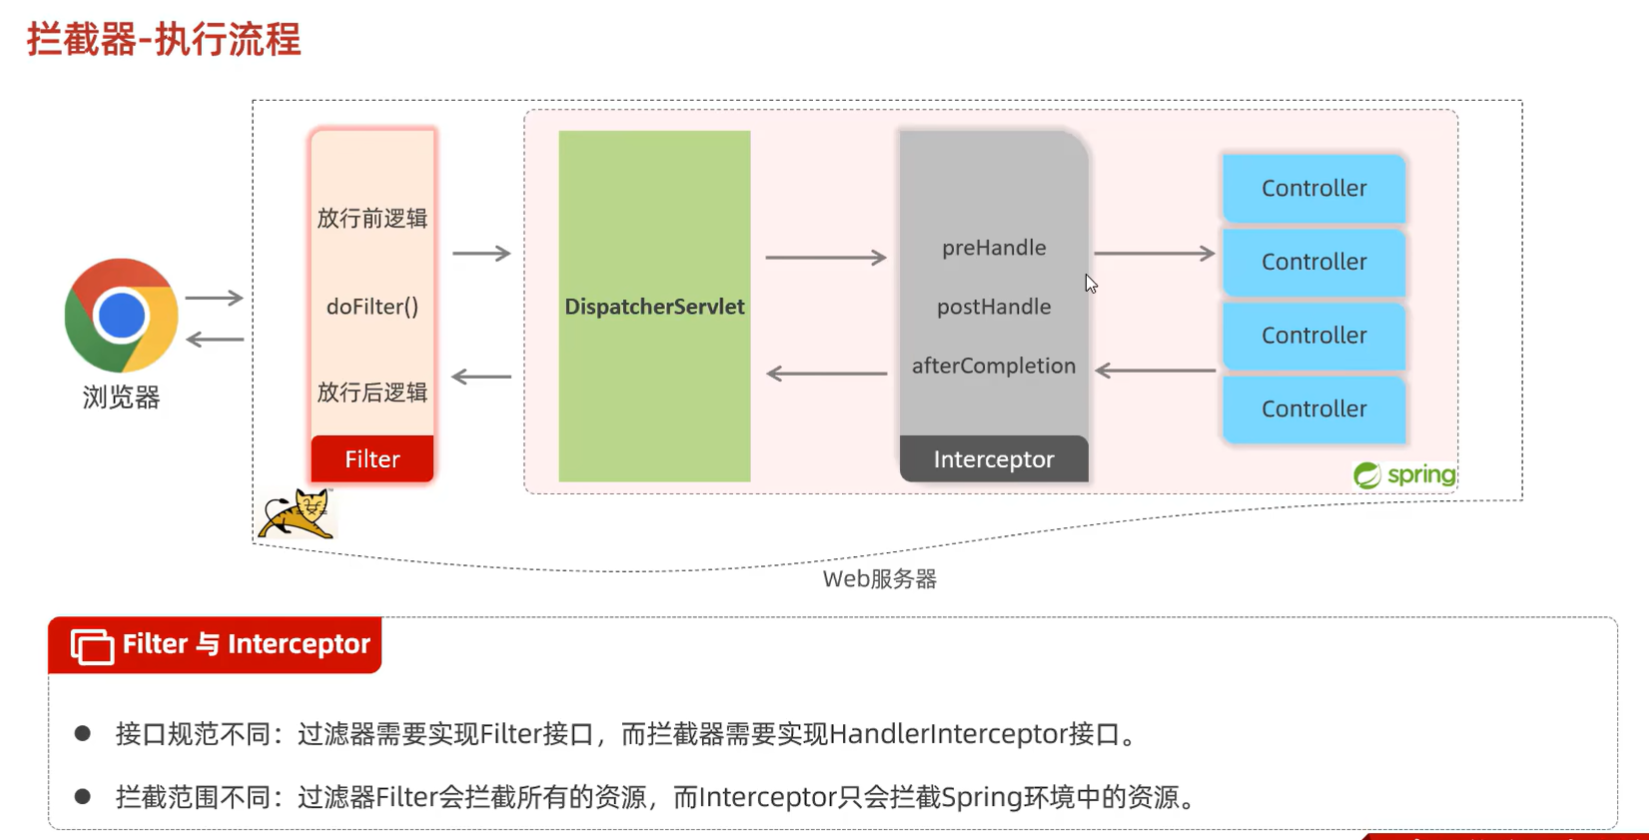 拦截器-执行流程
放行前逻辑
doFilter()
放行后逻辑
Filter
浏览器
DispatcherServlet
preHandle
postHandle
afterCompletion
Interceptor
Controller
Controller
Controller
Controller
spring
Web服务器
Filter 与 Interceptor
接口规范不同：过滤器需要实现Filter接口，而拦截器需要实现HandlerInterceptor接口。
拦截范围不同：过滤器Filter会拦截所有的资源，而Interceptor只会拦截Spring环境中的资源。